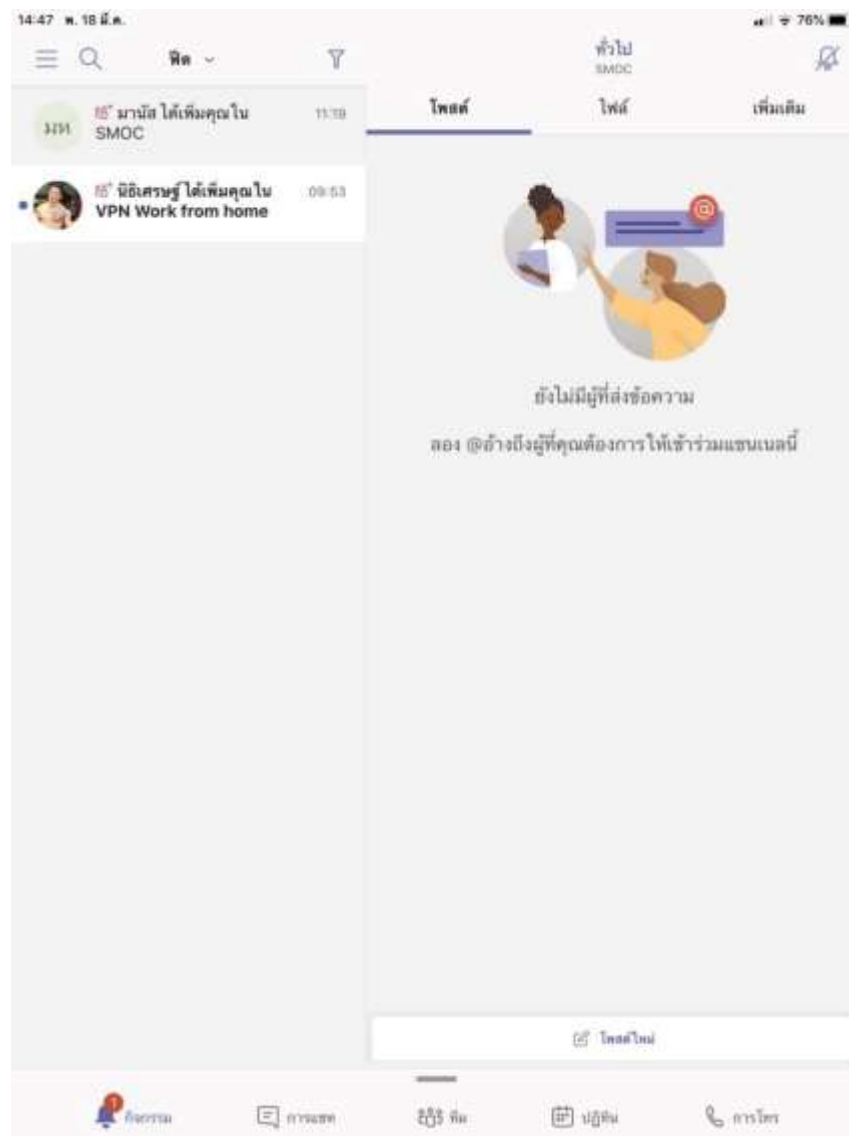 14:47 พ. 18 มี.ค.
76%
ฟีด
ทั่วไป
SMOC
มห
มานัส ได้เพิ่มคุณใน
SMOC
11:19
นิธิเศรษฐ์ ได้เพิ่มคุณใน
VPN Work from home
09:53
โพสต์
ไฟล์
เพิ่มเติม
@
ยังไม่มีผู้ที่ส่งข้อความ
ลอง @อ้างถึงผู้ที่คุณต้องการให้เข้าร่วมแชนเนลนี้
โพสต์ใหม่
1
กิจกรรม
การแชท
ทีม
ปฏิทิน
การโทร